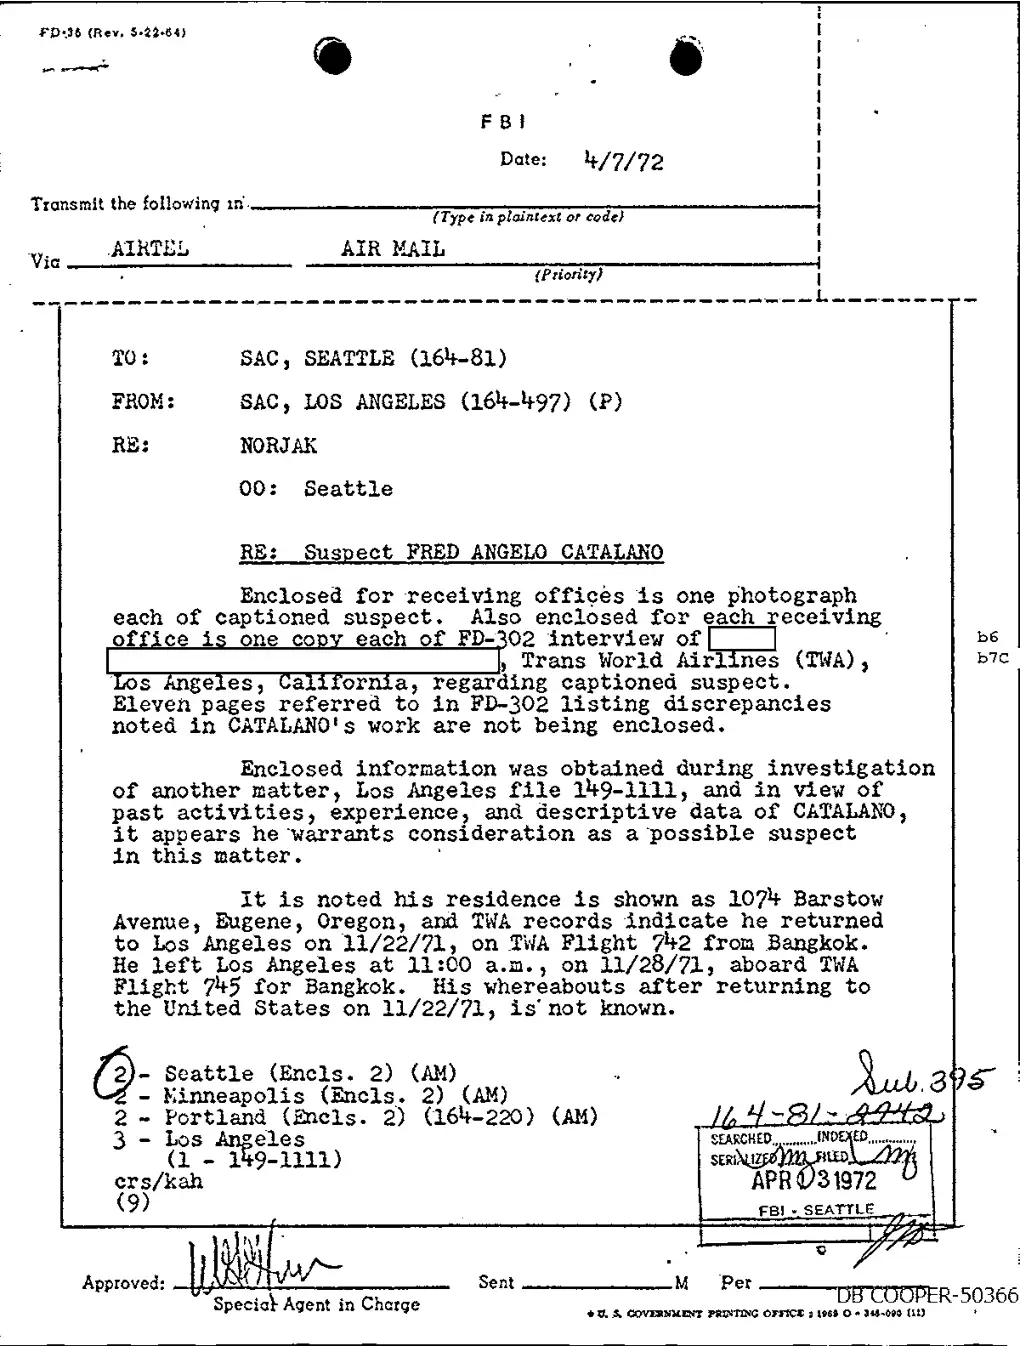 FD-36 (Rev. 5-22-64)
FBI
Date: 4/7/72
Transmit the following in
(Type in plaintext or code)
Via AIRTEL AIR MAIL
(Priority)
TO: SAC, SEATTLE (164-81)
FROM: SAC, LOS ANGELES (164-497) (P)
RE: NORJAK
OO: Seattle
RE: Suspect FRED ANGELO CATALANO
Enclosed for receiving offices is one photograph
each of captioned suspect. Also enclosed for each receiving
office is one copy each of FD-302 interview of
b6
, Trans World Airlines (TWA),
b7C
Los Angeles, California, regarding captioned suspect.
Eleven pages referred to in FD-302 listing discrepancies
noted in CATALANO's work are not being enclosed.
Enclosed information was obtained during investigation
of another matter, Los Angeles file 149-1111, and in view of
past activities, experience, and descriptive data of CATALANO,
it appears he warrants consideration as a possible suspect
in this matter.
It is noted his residence is shown as 1074 Barstow
Avenue, Eugene, Oregon, and TWA records indicate he returned
to Los Angeles on 11/22/71, on TWA Flight 742 from Bangkok.
He left Los Angeles at 11:00 a.m., on 11/28/71, aboard TWA
Flight 745 for Bangkok. His whereabouts after returning to
the United States on 11/22/71, is not known.
2 - Seattle (Encls. 2) (AM)
2 - Minneapolis (Encls. 2) (AM)
2 - Portland (Encls. 2) (164-220) (AM)
3 - Los Angeles
(1 - 149-1111)
crs/kah
(9)
Sub. 395
164-81-2942
SEARCHED INDEXED
SERIALIZED FILED
APR 03 1972
FBI - SEATTLE
Approved: Sent M Per
Special Agent in Charge
DB COOPER-50366
U. S. GOVERNMENT PRINTING OFFICE : 1969 O - 346-090 (11)